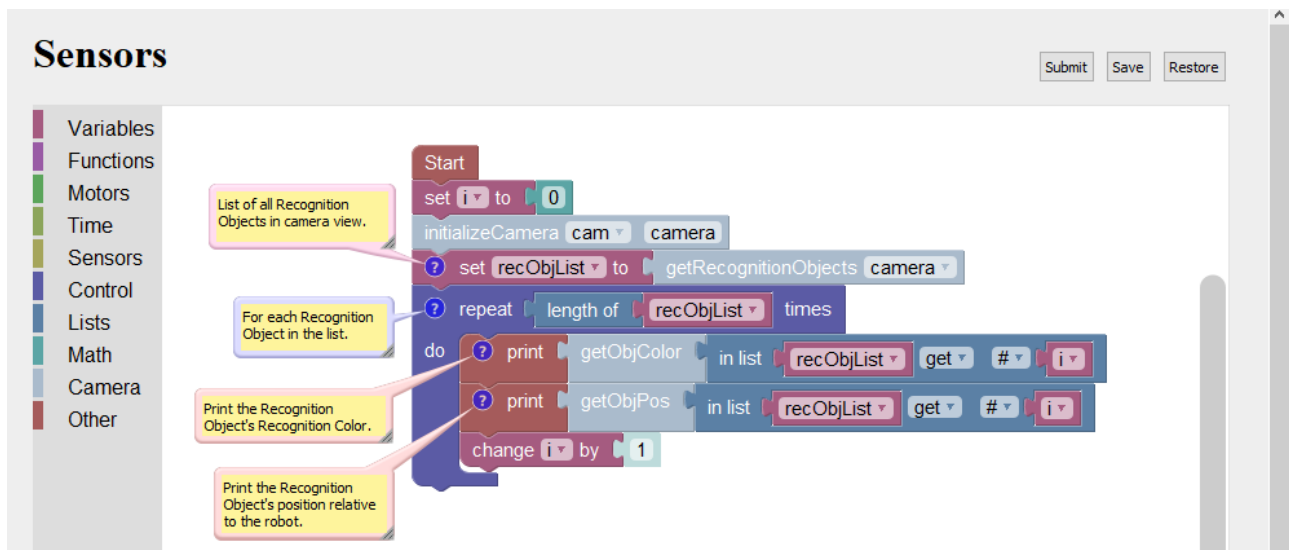 Sensors
Submit Save Restore
Variables
Functions
Motors
Time
Sensors
Control
Lists
Math
Camera
Other
Start
set i to 0
initializeCamera cam camera
List of all Recognition
Objects in camera view.
? set recObjList to getRecognitionObjects camera
For each Recognition
Object in the list.
? repeat length of recObjList times
do ? print getObjColor in list recObjList get # i
Print the Recognition
Object's Recognition Color.
? print getObjPos in list recObjList get # i
Print the Recognition
Object's position relative
to the robot.
change i by 1